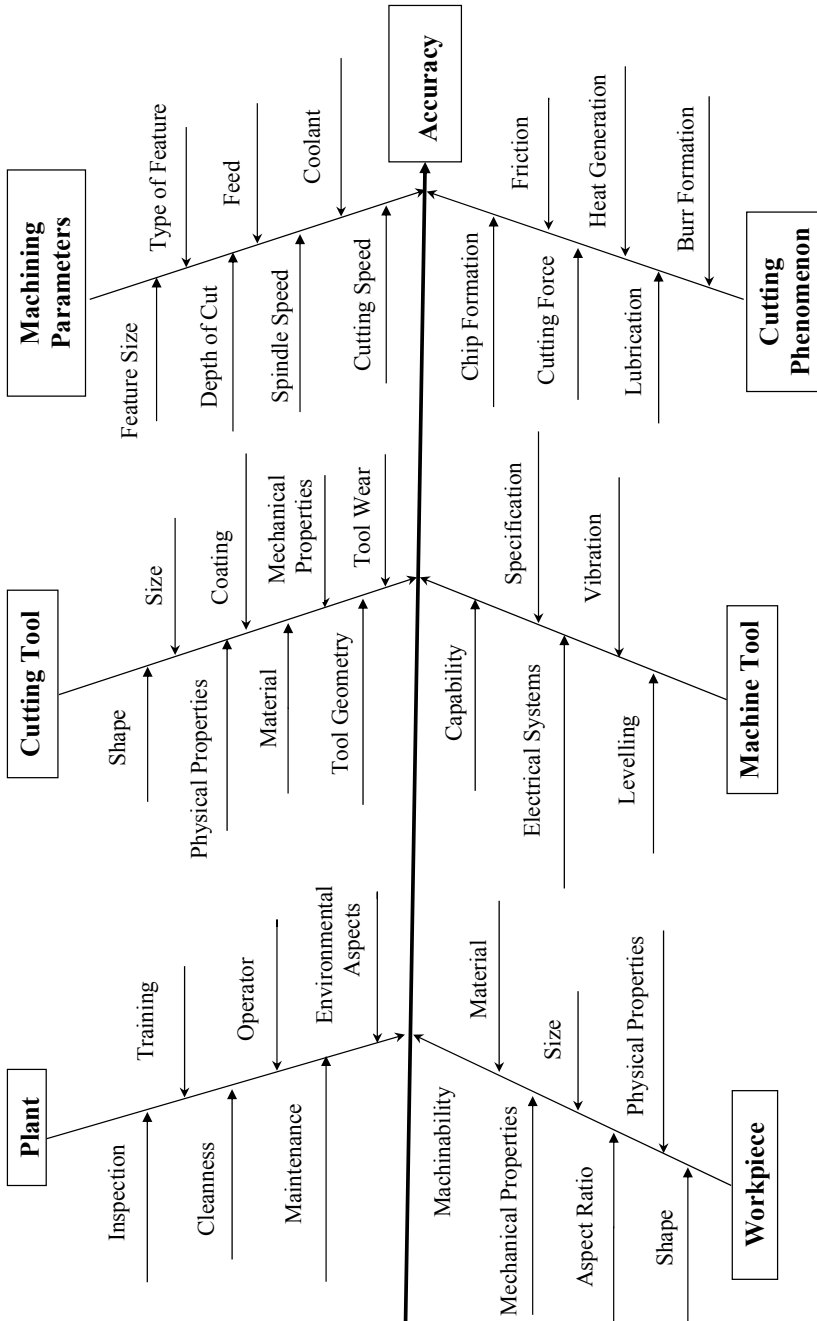 Plant
Inspection
Training
Cleanness
Operator
Maintenance
Environmental
Aspects
Cutting Tool
Shape
Size
Physical Properties
Coating
Material
Mechanical
Properties
Tool Geometry
Tool Wear
Machining
Parameters
Feature Size
Type of Feature
Depth of Cut
Feed
Spindle Speed
Coolant
Cutting Speed
Accuracy
Machinability
Material
Mechanical Properties
Size
Aspect Ratio
Physical Properties
Shape
Workpiece
Capability
Specification
Electrical Systems
Vibration
Levelling
Machine Tool
Chip Formation
Friction
Cutting Force
Heat Generation
Lubrication
Burr Formation
Cutting
Phenomenon